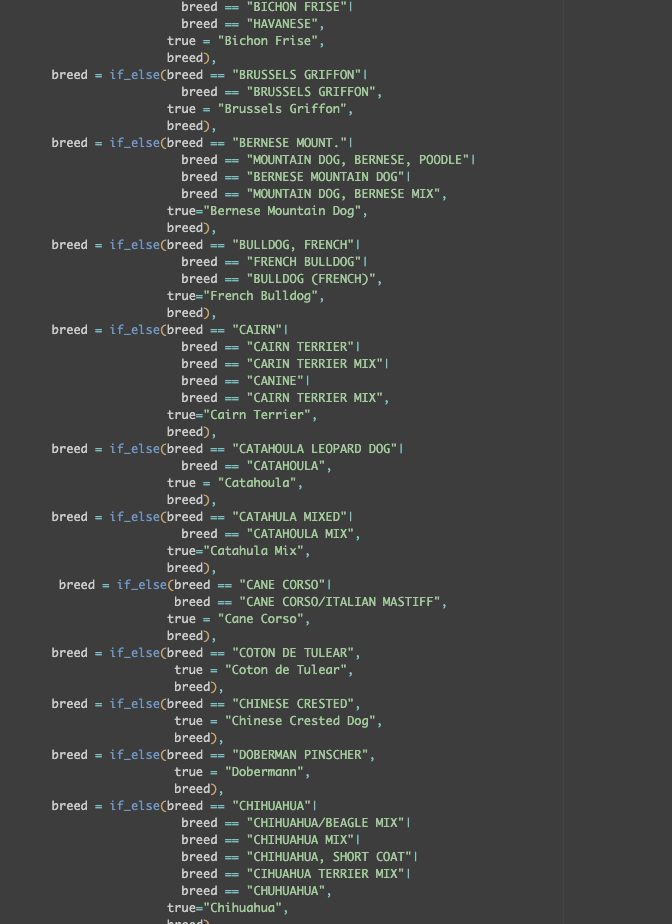 breed == "BICHON FRISE"|
breed == "HAVANESE",
true = "Bichon Frise",
breed),
breed = if_else(breed == "BRUSSELS GRIFFON"|
breed == "BRUSSELS GRIFFON",
true = "Brussels Griffon",
breed),
breed = if_else(breed == "BERNESE MOUNT."|
breed == "MOUNTAIN DOG, BERNESE, POODLE"|
breed == "BERNESE MOUNTAIN DOG"|
breed == "MOUNTAIN DOG, BERNESE MIX",
true="Bernese Mountain Dog",
breed),
breed = if_else(breed == "BULLDOG, FRENCH"|
breed == "FRENCH BULLDOG"|
breed == "BULLDOG (FRENCH)",
true="French Bulldog",
breed),
breed = if_else(breed == "CAIRN"|
breed == "CAIRN TERRIER"|
breed == "CARIN TERRIER MIX"|
breed == "CANINE"|
breed == "CAIRN TERRIER MIX",
true="Cairn Terrier",
breed),
breed = if_else(breed == "CATAHOULA LEOPARD DOG"|
breed == "CATAHOULA",
true = "Catahoula",
breed),
breed = if_else(breed == "CATAHULA MIXED"|
breed == "CATAHOULA MIX",
true="Catahula Mix",
breed),
breed = if_else(breed == "CANE CORSO"|
breed == "CANE CORSO/ITALIAN MASTIFF",
true = "Cane Corso",
breed),
breed = if_else(breed == "COTON DE TULEAR",
true = "Coton de Tulear",
breed),
breed = if_else(breed == "CHINESE CRESTED",
true = "Chinese Crested Dog",
breed),
breed = if_else(breed == "DOBERMAN PINSCHER",
true = "Dobermann",
breed),
breed = if_else(breed == "CHIHUAHUA"|
breed == "CHIHUAHUA/BEAGLE MIX"|
breed == "CHIHUAHUA MIX"|
breed == "CHIHUAHUA, SHORT COAT"|
breed == "CIHUAHUA TERRIER MIX"|
breed == "CHUHUAHUA",
true="Chihuahua",
breed)